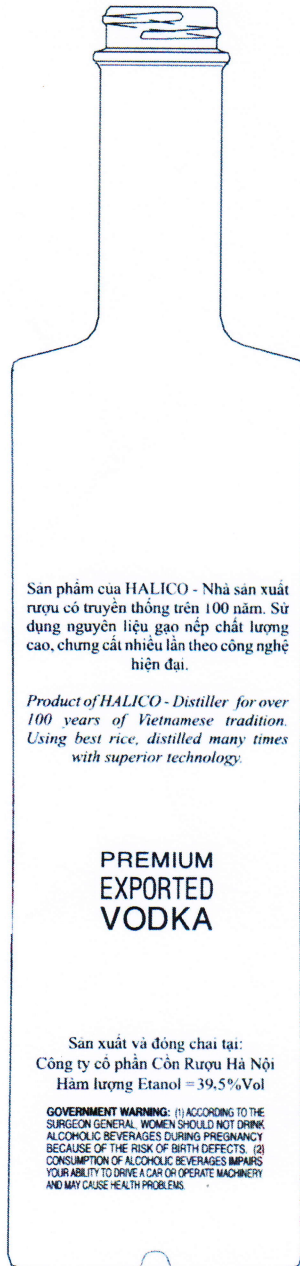 Sản phẩm của HALICO - Nhà sản xuất
rượu có truyền thống trên 100 năm. Sử
dụng nguyên liệu gạo nếp chất lượng
cao, chưng cất nhiều lần theo công nghệ
hiện đại.
Product of HALICO - Distiller for over
100 years of Vietnamese tradition.
Using best rice, distilled many times
with superior technology.
PREMIUM
EXPORTED
VODKA
Sản xuất và đóng chai tại:
Công ty cổ phần Cồn Rượu Hà Nội
Hàm lượng Etanol = 39,5%Vol
GOVERNMENT WARNING: (1) ACCORDING TO THE
SURGEON GENERAL, WOMEN SHOULD NOT DRINK
ALCOHOLIC BEVERAGES DURING PREGNANCY
BECAUSE OF THE RISK OF BIRTH DEFECTS. (2)
CONSUMPTION OF ALCOHOLIC BEVERAGES IMPAIRS
YOUR ABILITY TO DRIVE A CAR OR OPERATE MACHINERY
AND MAY CAUSE HEALTH PROBLEMS.